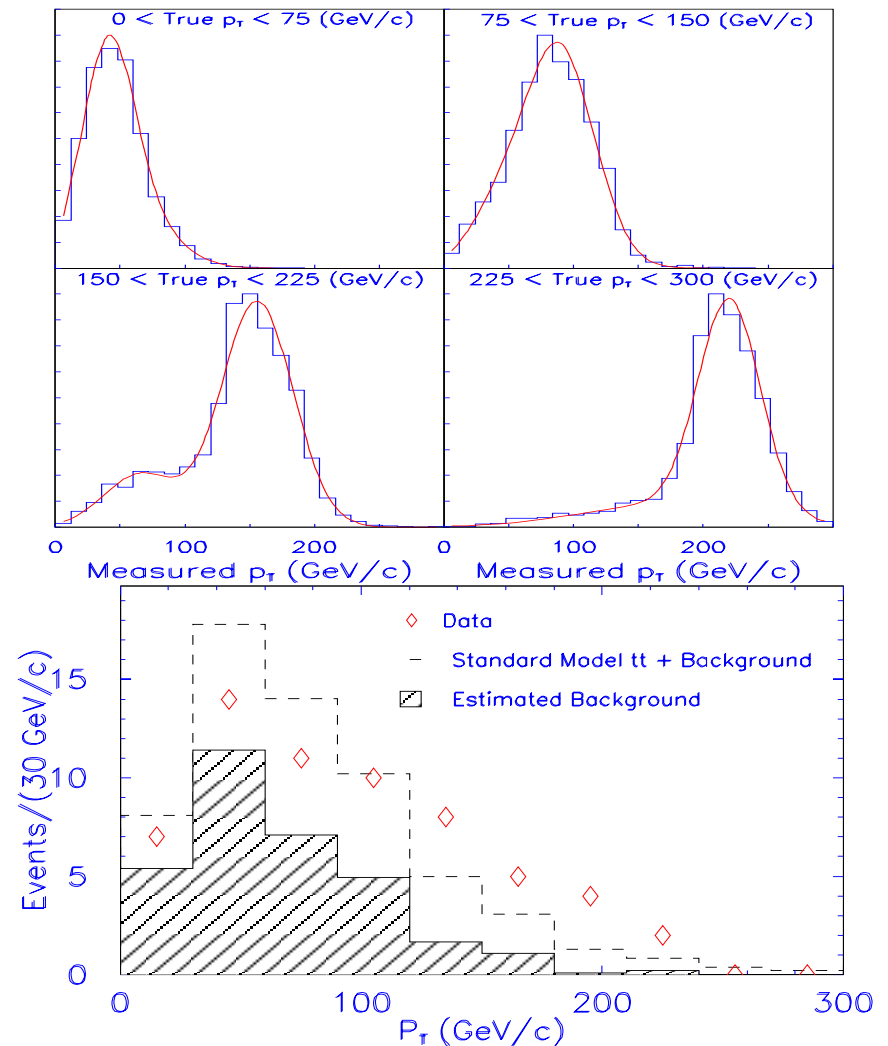 0 < True pT < 75 (GeV/c)
75 < True pT < 150 (GeV/c)
150 < True pT < 225 (GeV/c)
225 < True pT < 300 (GeV/c)
0 100 200
0 100 200
Measured pT (GeV/c)
Measured pT (GeV/c)
Data
Standard Model tt + Background
Estimated Background
15
10
5
0
Events/(30 GeV/c)
0 100 200 300
PT (GeV/c)